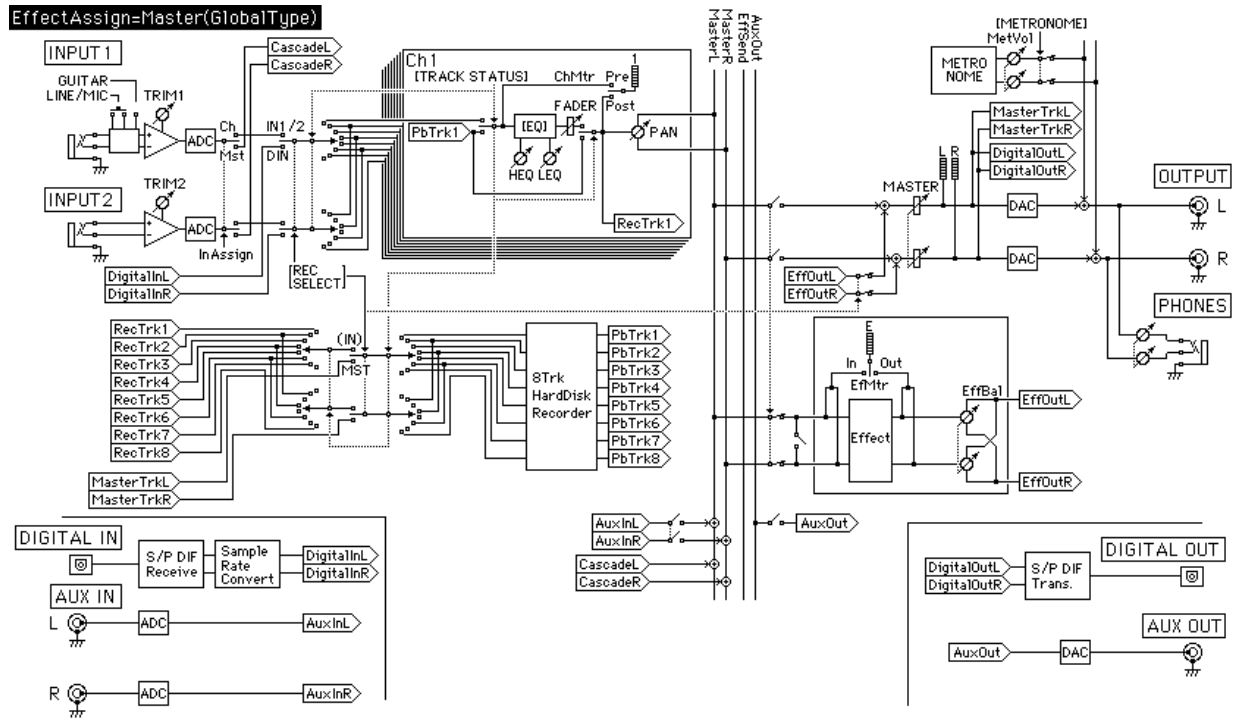 EffectAssign=Master(GlobalType)
INPUT1
CascadeL
CascadeR
GUITAR
LINE/MIC
TRIM1
ADC
Ch
Mst
IN1/2
DIN
INPUT2
TRIM2
ADC
InAssign
DigitalInL
DigitalInR
[REC
SELECT]
Ch1
[TRACK STATUS]
ChMtr
Pre
1
Post
FADER
PbTrk1
[EQ]
HEQ
LEQ
PAN
RecTrk1
MasterL
MasterR
EffSend
AuxOut
[METRONOME]
MetVol
METRO
NOME
MasterTrkL
MasterTrkR
DigitalOutL
DigitalOutR
L R
MASTER
DAC
DAC
OUTPUT
L
R
EffOutL
EffOutR
PHONES
RecTrk1
RecTrk2
RecTrk3
RecTrk4
RecTrk5
RecTrk6
RecTrk7
RecTrk8
MasterTrkL
MasterTrkR
(IN)
MST
8Trk
HardDisk
Recorder
PbTrk1
PbTrk2
PbTrk3
PbTrk4
PbTrk5
PbTrk6
PbTrk7
PbTrk8
E
In
Out
EfMtr
Effect
EffBal
EffOutL
EffOutR
AuxInL
AuxInR
CascadeL
CascadeR
AuxOut
DIGITAL IN
S/P DIF
Receive
Sample
Rate
Convert
DigitalInL
DigitalInR
AUX IN
L
ADC
AuxInL
R
ADC
AuxInR
DIGITAL OUT
DigitalOutL
DigitalOutR
S/P DIF
Trans.
AUX OUT
AuxOut
DAC